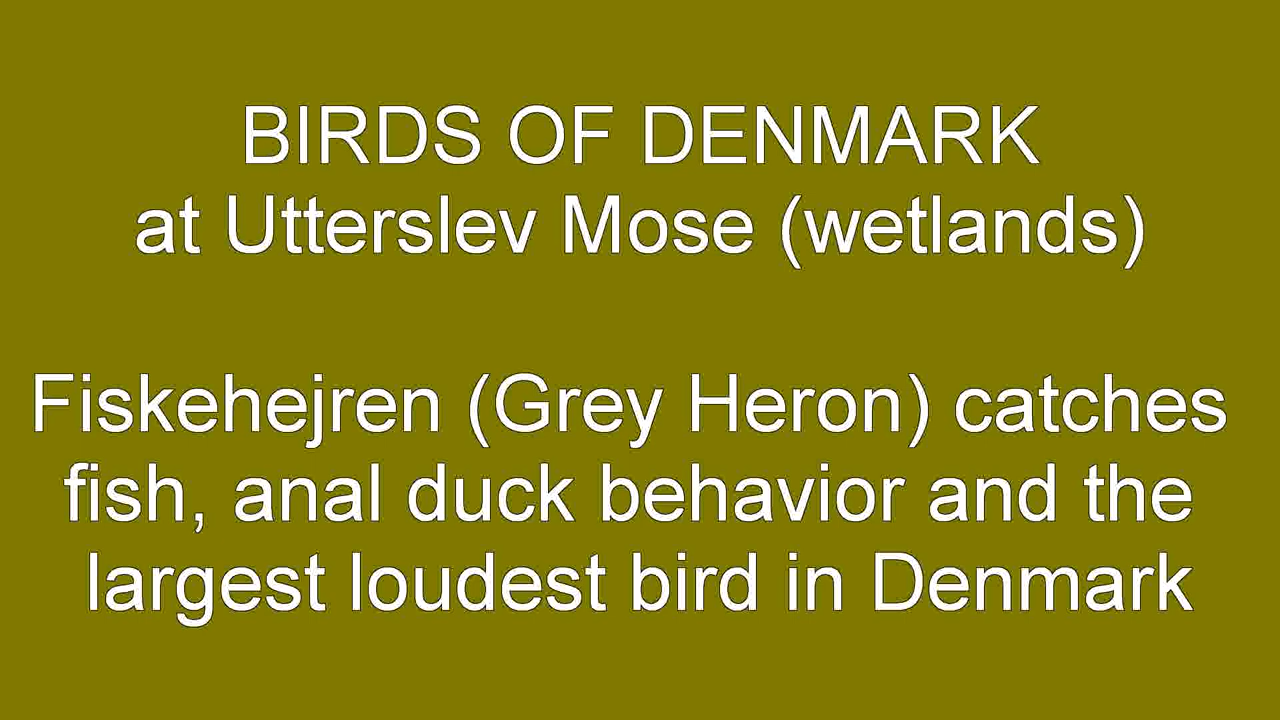 BIRDS OF DENMARK
at Utterslev Mose (wetlands)
Fiskehejren (Grey Heron) catches
fish, anal duck behavior and the
largest loudest bird in Denmark